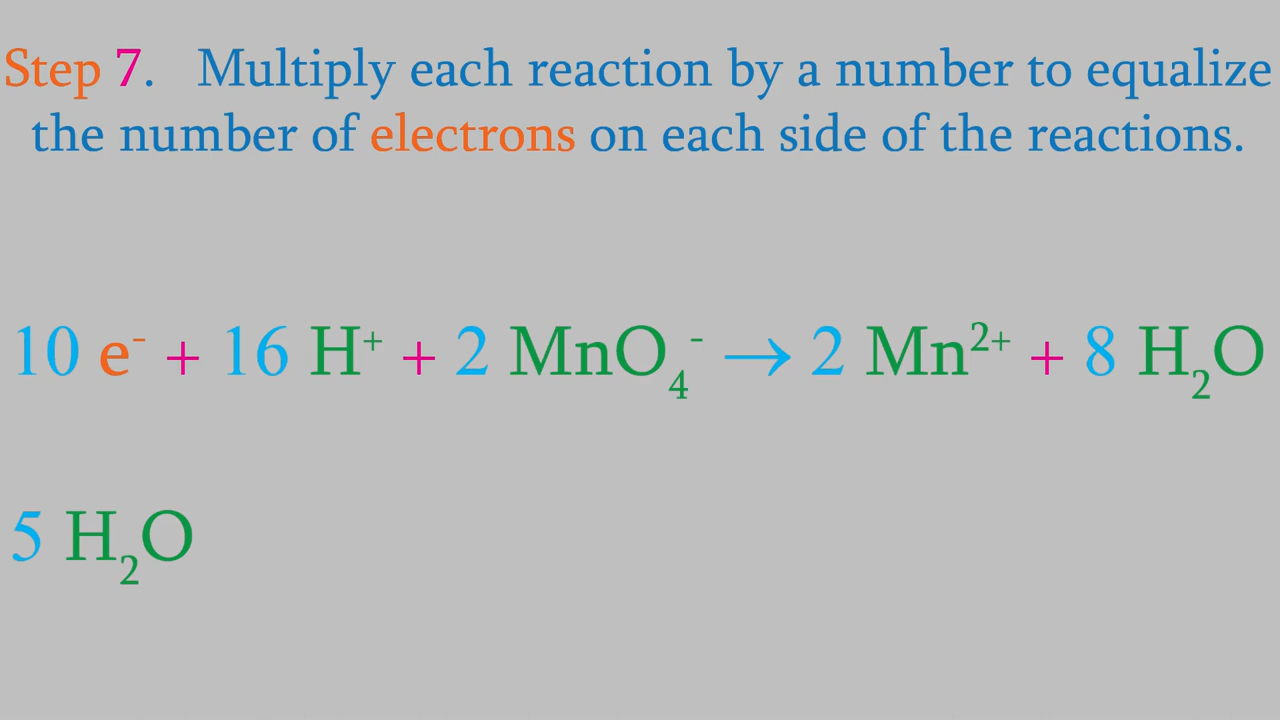 Step 7. Multiply each reaction by a number to equalize
the number of electrons on each side of the reactions.
10 e⁻ + 16 H⁺ + 2 MnO₄⁻ → 2 Mn²⁺ + 8 H₂O
5 H₂O